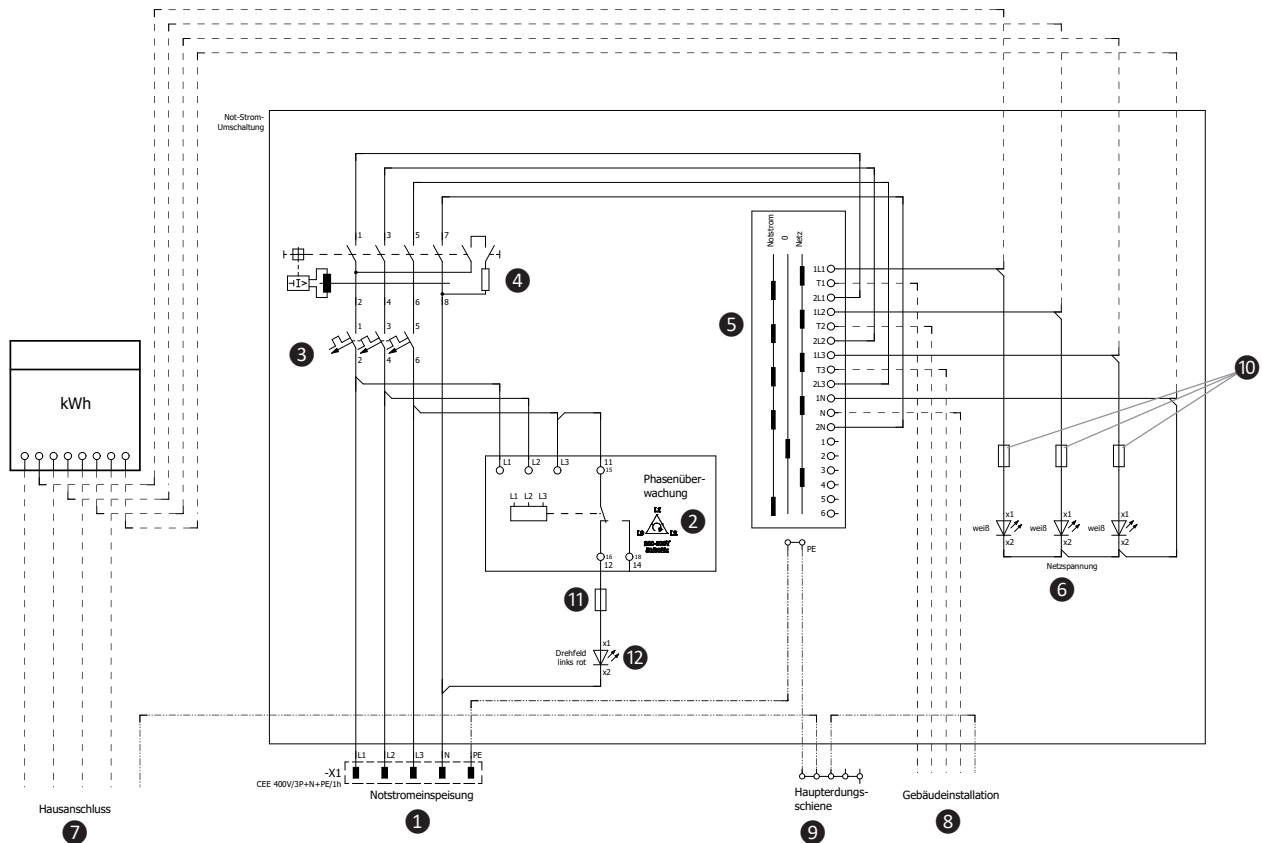 Not-Strom-
Umschaltung
1 3 5 7
2 4 6 8
4
1 3 5
2 4 6
3
kWh
Notstrom
0
Netz
5
1L1
T1
2L1
1L2
T2
2L2
1L3
T3
2L3
1N
N
2N
1
2
3
4
5
6
PE
10
L1 L2 L3 11
15
Phasenüber-
wachung
L1 L2 L3
2
16 18
12 14
11
x1
Drehfeld
links rot
x2
12
x1 x1 x1
weiß weiß weiß
x2 x2 x2
Netzspannung
6
L1 L2 L3 N PE
-X1
CEE 400V/3P+N+PE/1h
Notstromeinspeisung
1
Hausanschluss
7
Haupterdungs-
schiene
9
Gebäudeinstallation
8